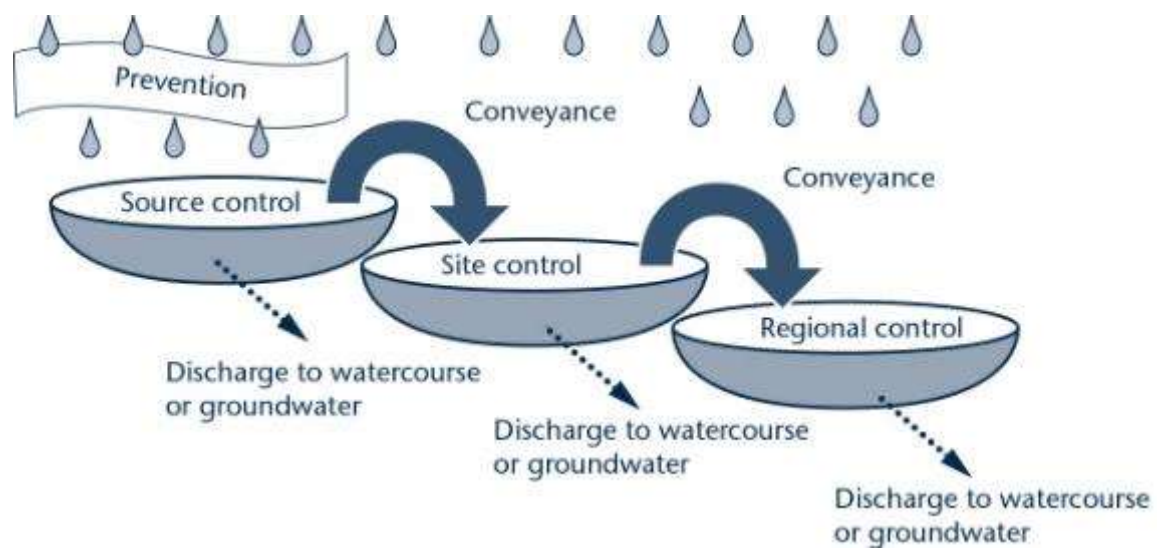 Prevention
Conveyance
Conveyance
Source control
Site control
Regional control
Discharge to watercourse
or groundwater
Discharge to watercourse
or groundwater
Discharge to watercourse
or groundwater